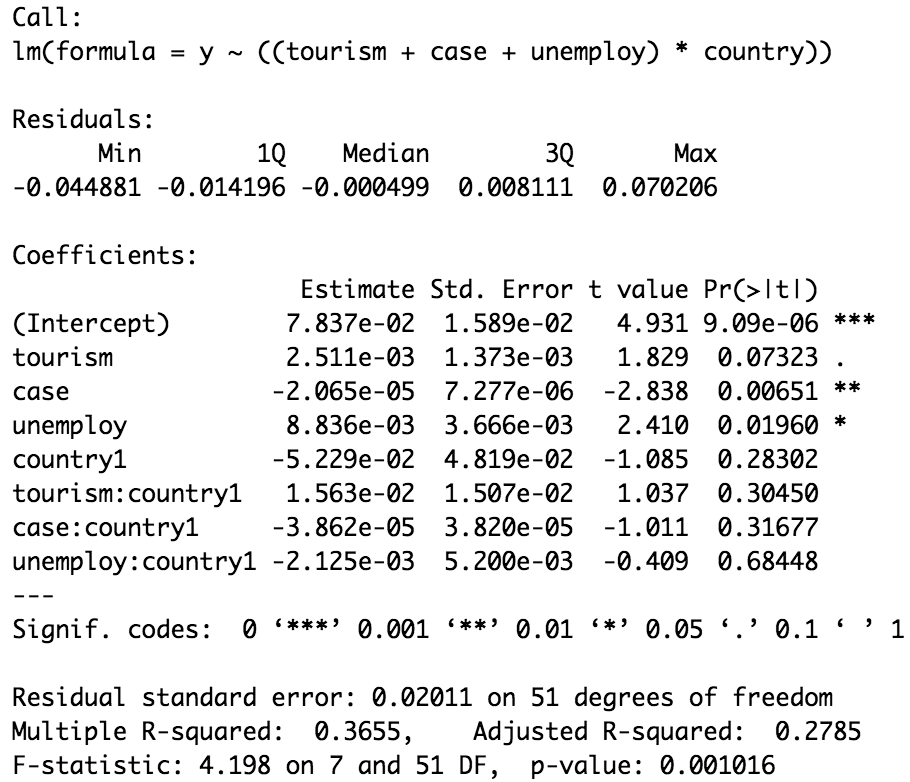 Call:
lm(formula = y ~ ((tourism + case + unemploy) * country))
Residuals:
Min 1Q Median 3Q Max
-0.044881 -0.014196 -0.000499 0.008111 0.070206
Coefficients:
Estimate Std. Error t value Pr(>|t|)
(Intercept) 7.837e-02 1.589e-02 4.931 9.09e-06 ***
tourism 2.511e-03 1.373e-03 1.829 0.07323 .
case -2.065e-05 7.277e-06 -2.838 0.00651 **
unemploy 8.836e-03 3.666e-03 2.410 0.01960 *
country1 -5.229e-02 4.819e-02 -1.085 0.28302
tourism:country1 1.563e-02 1.507e-02 1.037 0.30450
case:country1 -3.862e-05 3.820e-05 -1.011 0.31677
unemploy:country1 -2.125e-03 5.200e-03 -0.409 0.68448
---
Signif. codes: 0 ‘***’ 0.001 ‘**’ 0.01 ‘*’ 0.05 ‘.’ 0.1 ‘ ’ 1
Residual standard error: 0.02011 on 51 degrees of freedom
Multiple R-squared: 0.3655, Adjusted R-squared: 0.2785
F-statistic: 4.198 on 7 and 51 DF, p-value: 0.001016